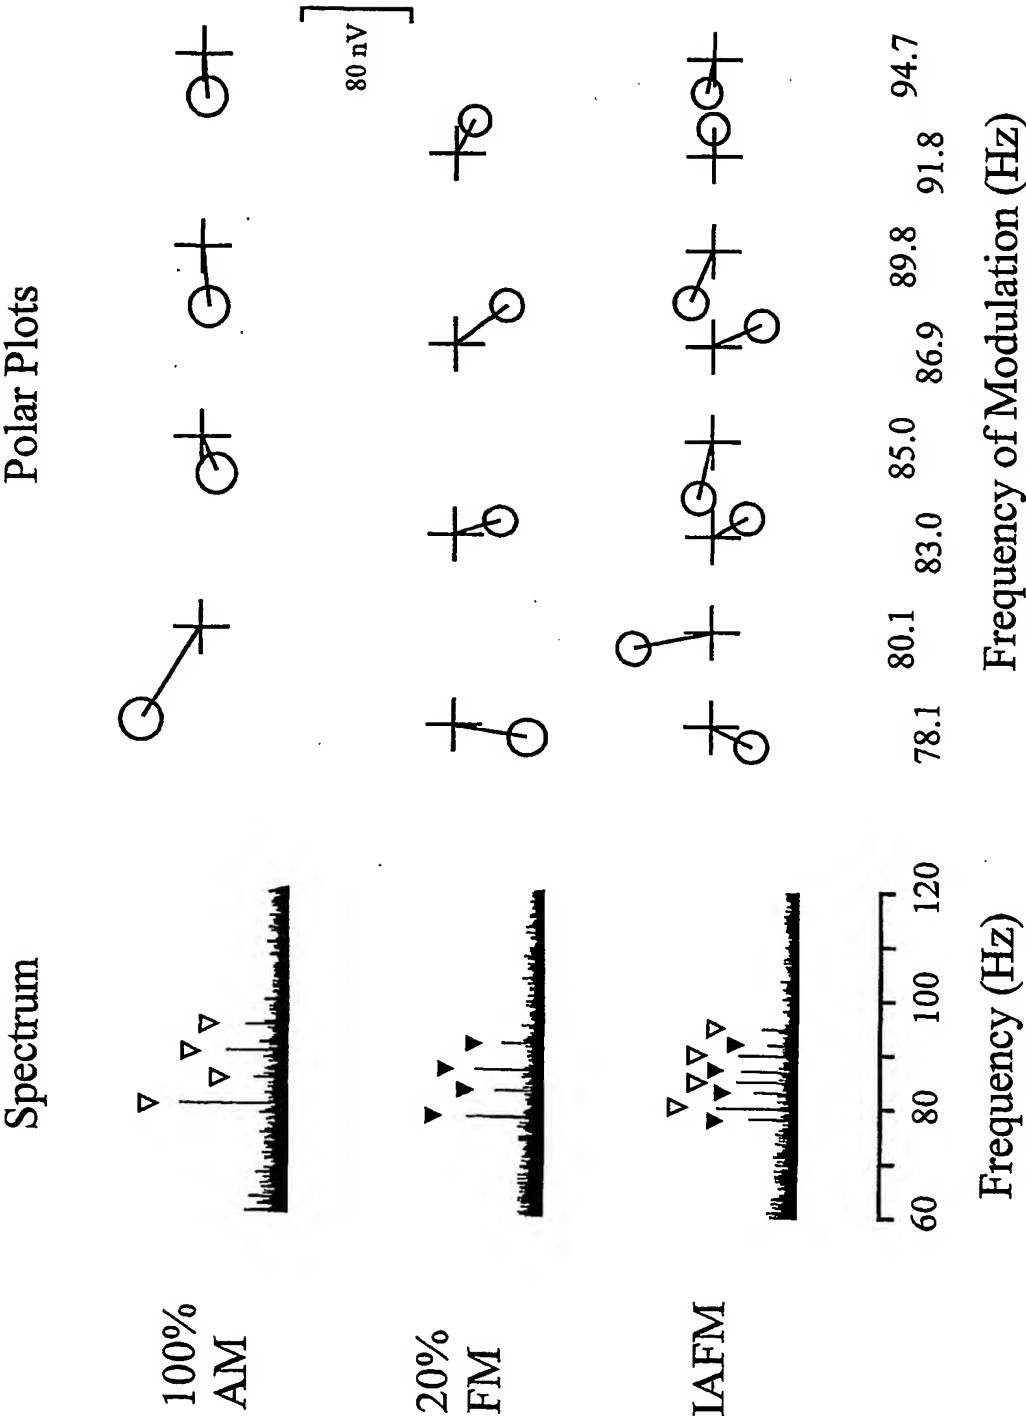 Spectrum
Polar Plots
100%
AM
80 nV
20%
FM
IAFM
60 80 100 120
Frequency (Hz)
78.1 80.1 83.0 85.0 86.9 89.8 91.8 94.7
Frequency of Modulation (Hz)